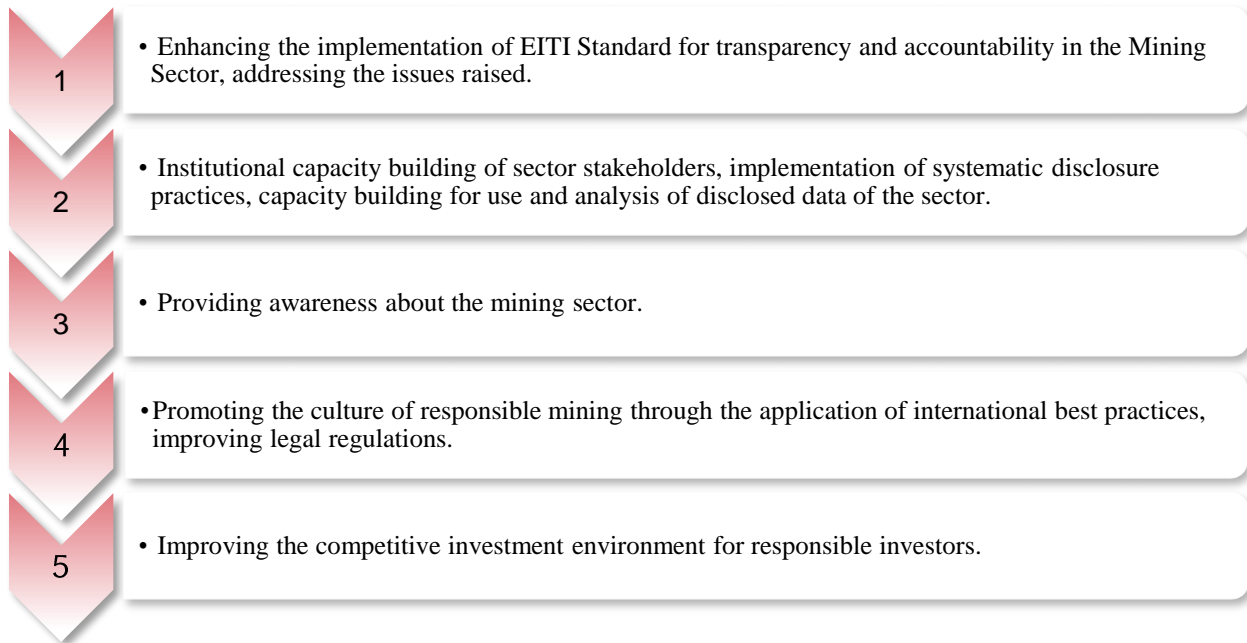 1
• Enhancing the implementation of EITI Standard for transparency and accountability in the Mining
Sector, addressing the issues raised.
2
• Institutional capacity building of sector stakeholders, implementation of systematic disclosure
practices, capacity building for use and analysis of disclosed data of the sector.
3
• Providing awareness about the mining sector.
4
•Promoting the culture of responsible mining through the application of international best practices,
improving legal regulations.
5
• Improving the competitive investment environment for responsible investors.